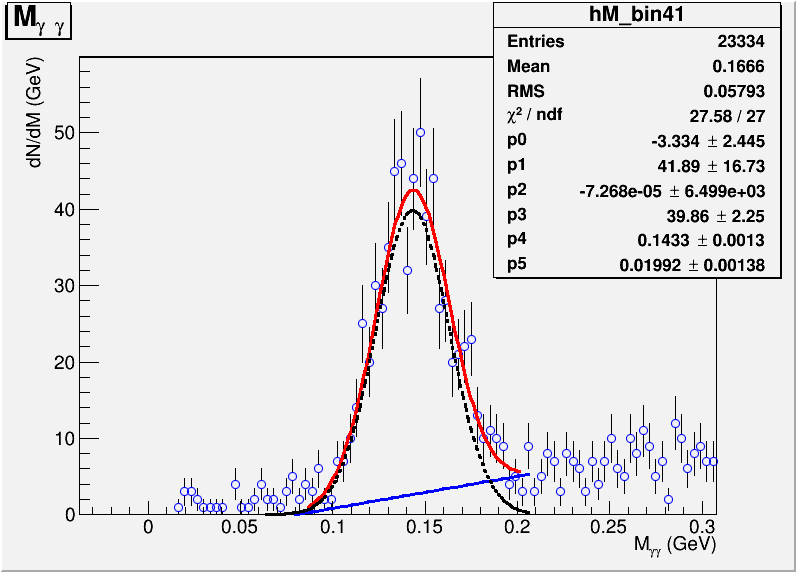 M_γ γ
hM_bin41
Entries 23334
Mean 0.1666
RMS 0.05793
χ² / ndf 27.58 / 27
p0 -3.334 ± 2.445
p1 41.89 ± 16.73
p2 -7.268e-05 ± 6.499e+03
p3 39.86 ± 2.25
p4 0.1433 ± 0.0013
p5 0.01992 ± 0.00138
dN/dM (GeV)
50
40
30
20
10
0
0 0.05 0.1 0.15 0.2 0.25 0.3
M_γγ (GeV)